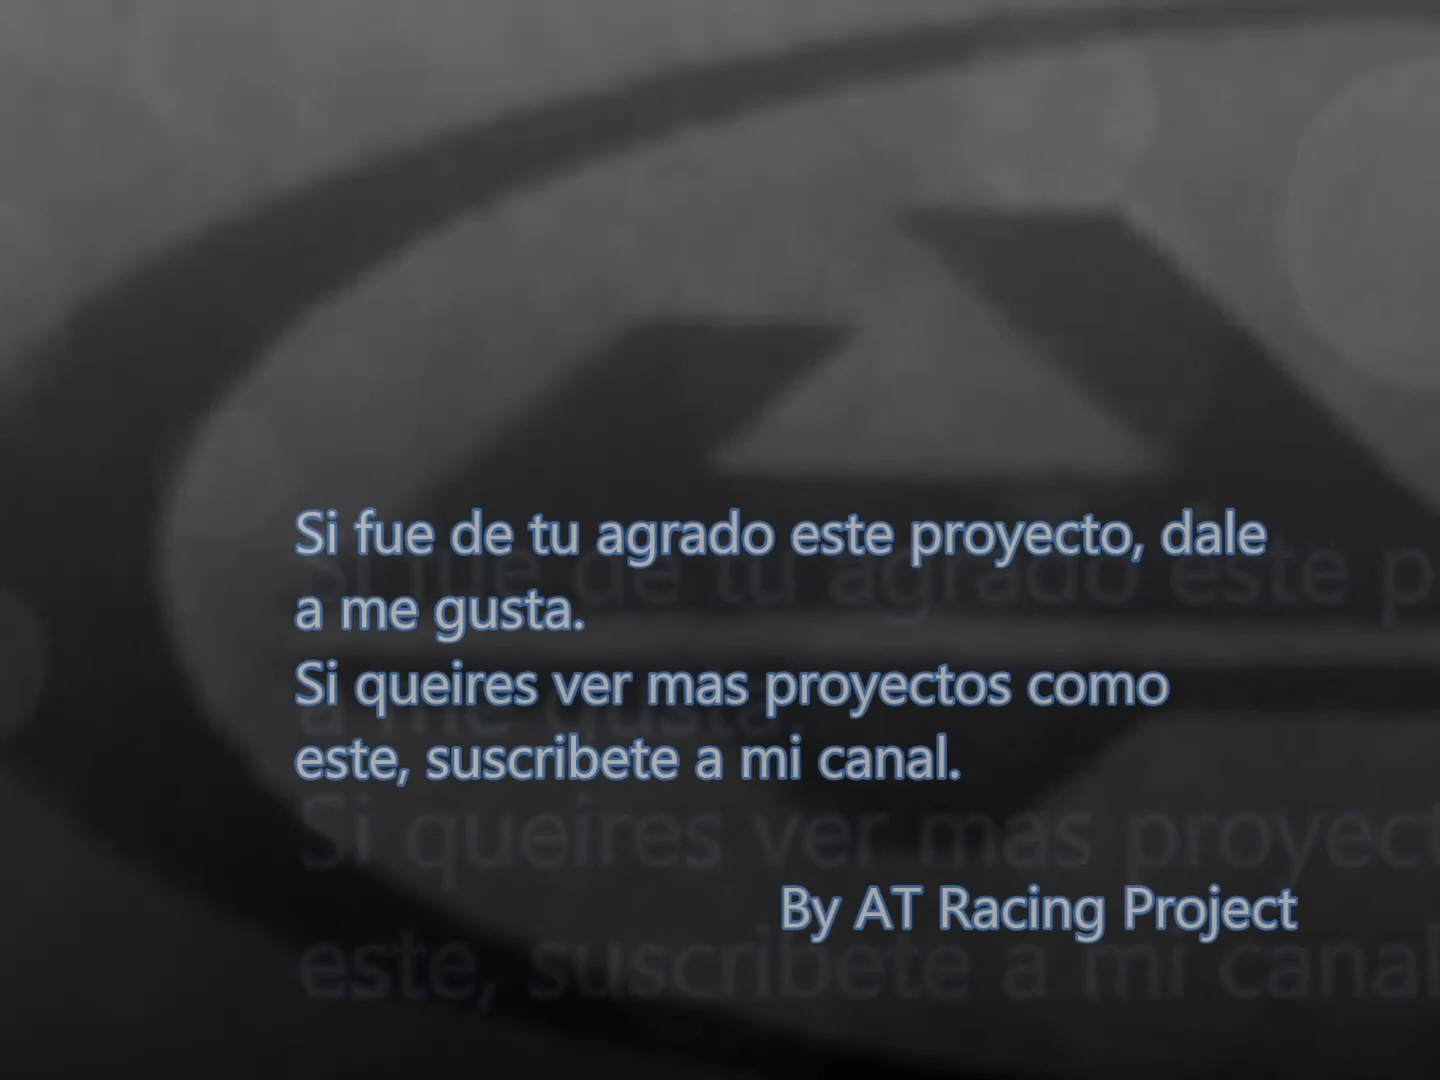 Si fue de tu agrado este proyecto, dale
a me gusta.
Si queires ver mas proyectos como
este, suscribete a mi canal.
By AT Racing Project